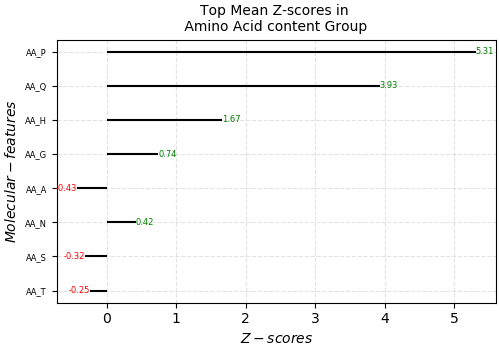 Top Mean Z-scores in
Amino Acid content Group
AA_P 5.31
AA_Q 3.93
AA_H 1.67
AA_G 0.74
AA_A -0.43
AA_N 0.42
AA_S -0.32
AA_T -0.25
Molecular - features
0 1 2 3 4 5
Z - scores